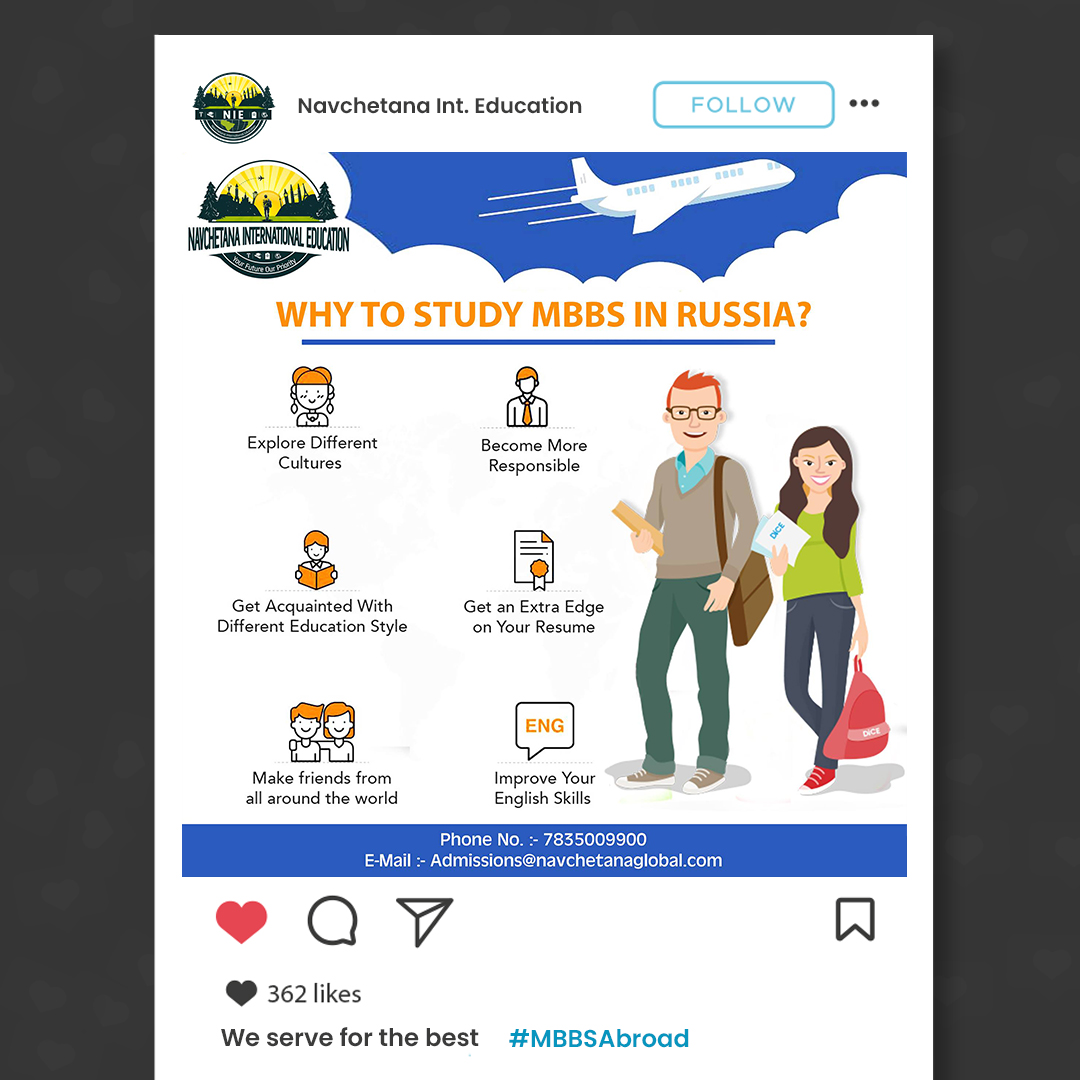 NIE
Navchetana Int. Education
FOLLOW
NAVCHETANA INTERNATIONAL EDUCATION
Your Future Our Priority
WHY TO STUDY MBBS IN RUSSIA?
Explore Different
Cultures
Become More
Responsible
Get Acquainted With
Different Education Style
Get an Extra Edge
on Your Resume
DiCE
DiCE
Make friends from
all around the world
ENG
Improve Your
English Skills
Phone No. :- 7835009900
E-Mail :- Admissions@navchetanaglobal.com
362 likes
We serve for the best #MBBSAbroad